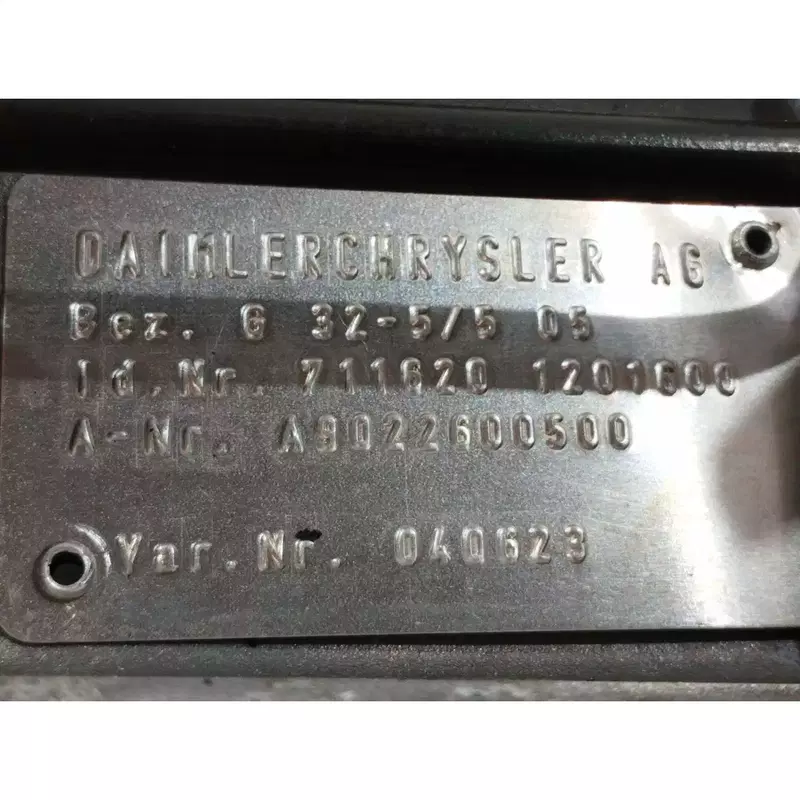 DAIMLERCHRYSLER AG
Bez. G 32-5/5 05
Id.Nr. 711620 1201600
A-Nr. A9022600500
Var.Nr. 040623